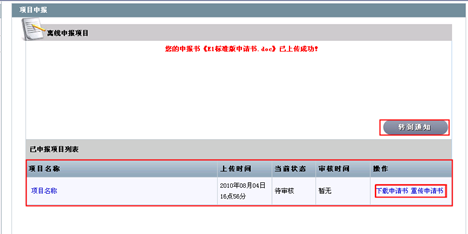 项目申报
离线申报项目
您的申报书《K1标准版申请书.doc》已上传成功！
转到通知
已申报项目列表
项目名称 上传时间 当前状态 审核时间 操作
项目名称 2010年08月04日 16点56分 待审核 暂无 下载申请书 重传申请书